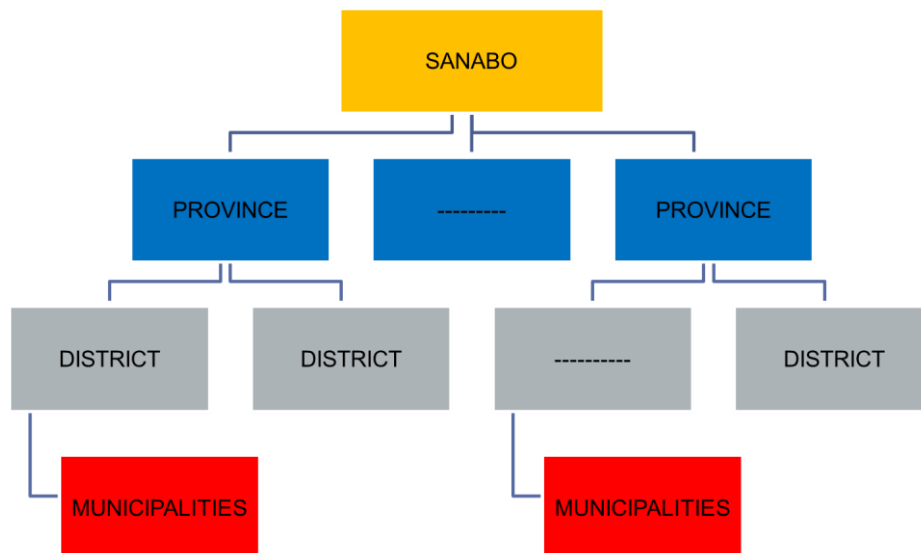 SANABO
PROVINCE
---------
PROVINCE
DISTRICT
DISTRICT
----------
DISTRICT
MUNICIPALITIES
MUNICIPALITIES